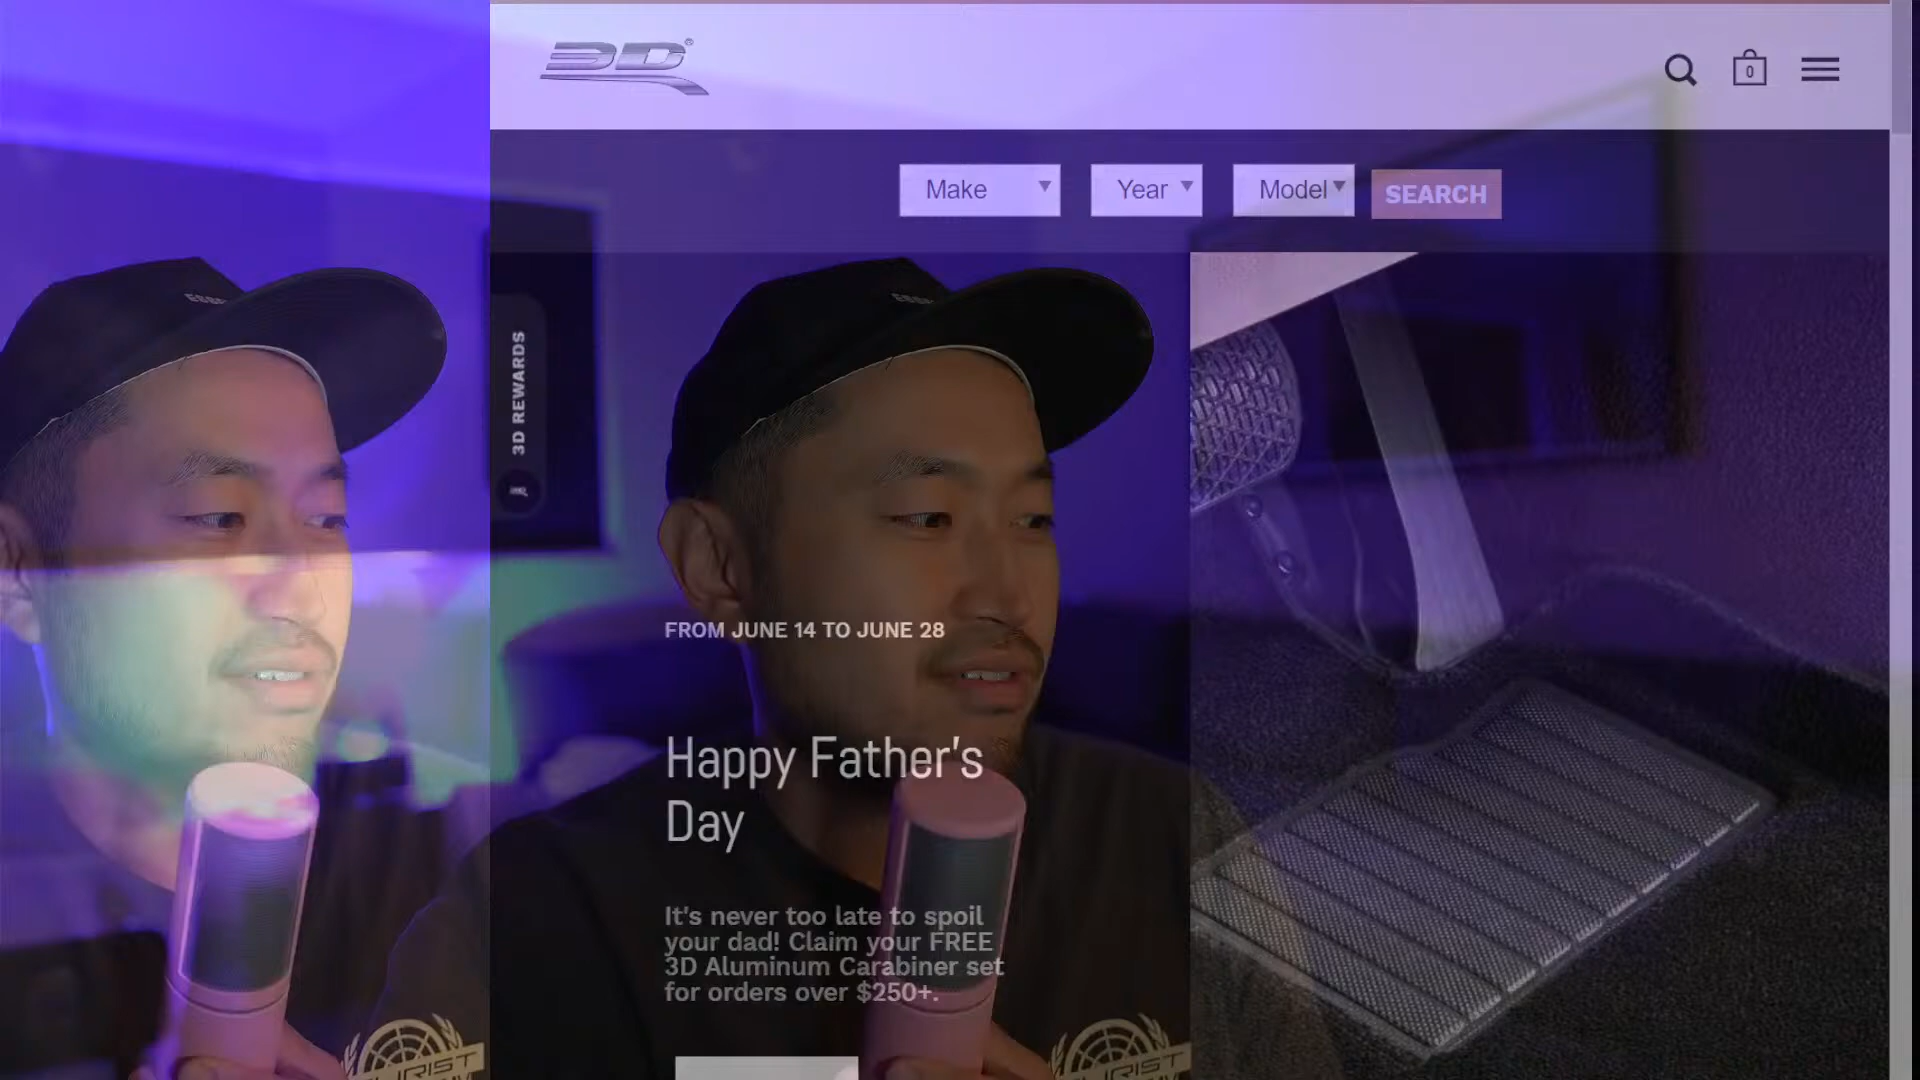 3D
0
Make
Year
Model
SEARCH
3D REWARDS
FROM JUNE 14 TO JUNE 28
Happy Father's
Day
It's never too late to spoil
your dad! Claim your FREE
3D Aluminum Carabiner set
for orders over $250+.